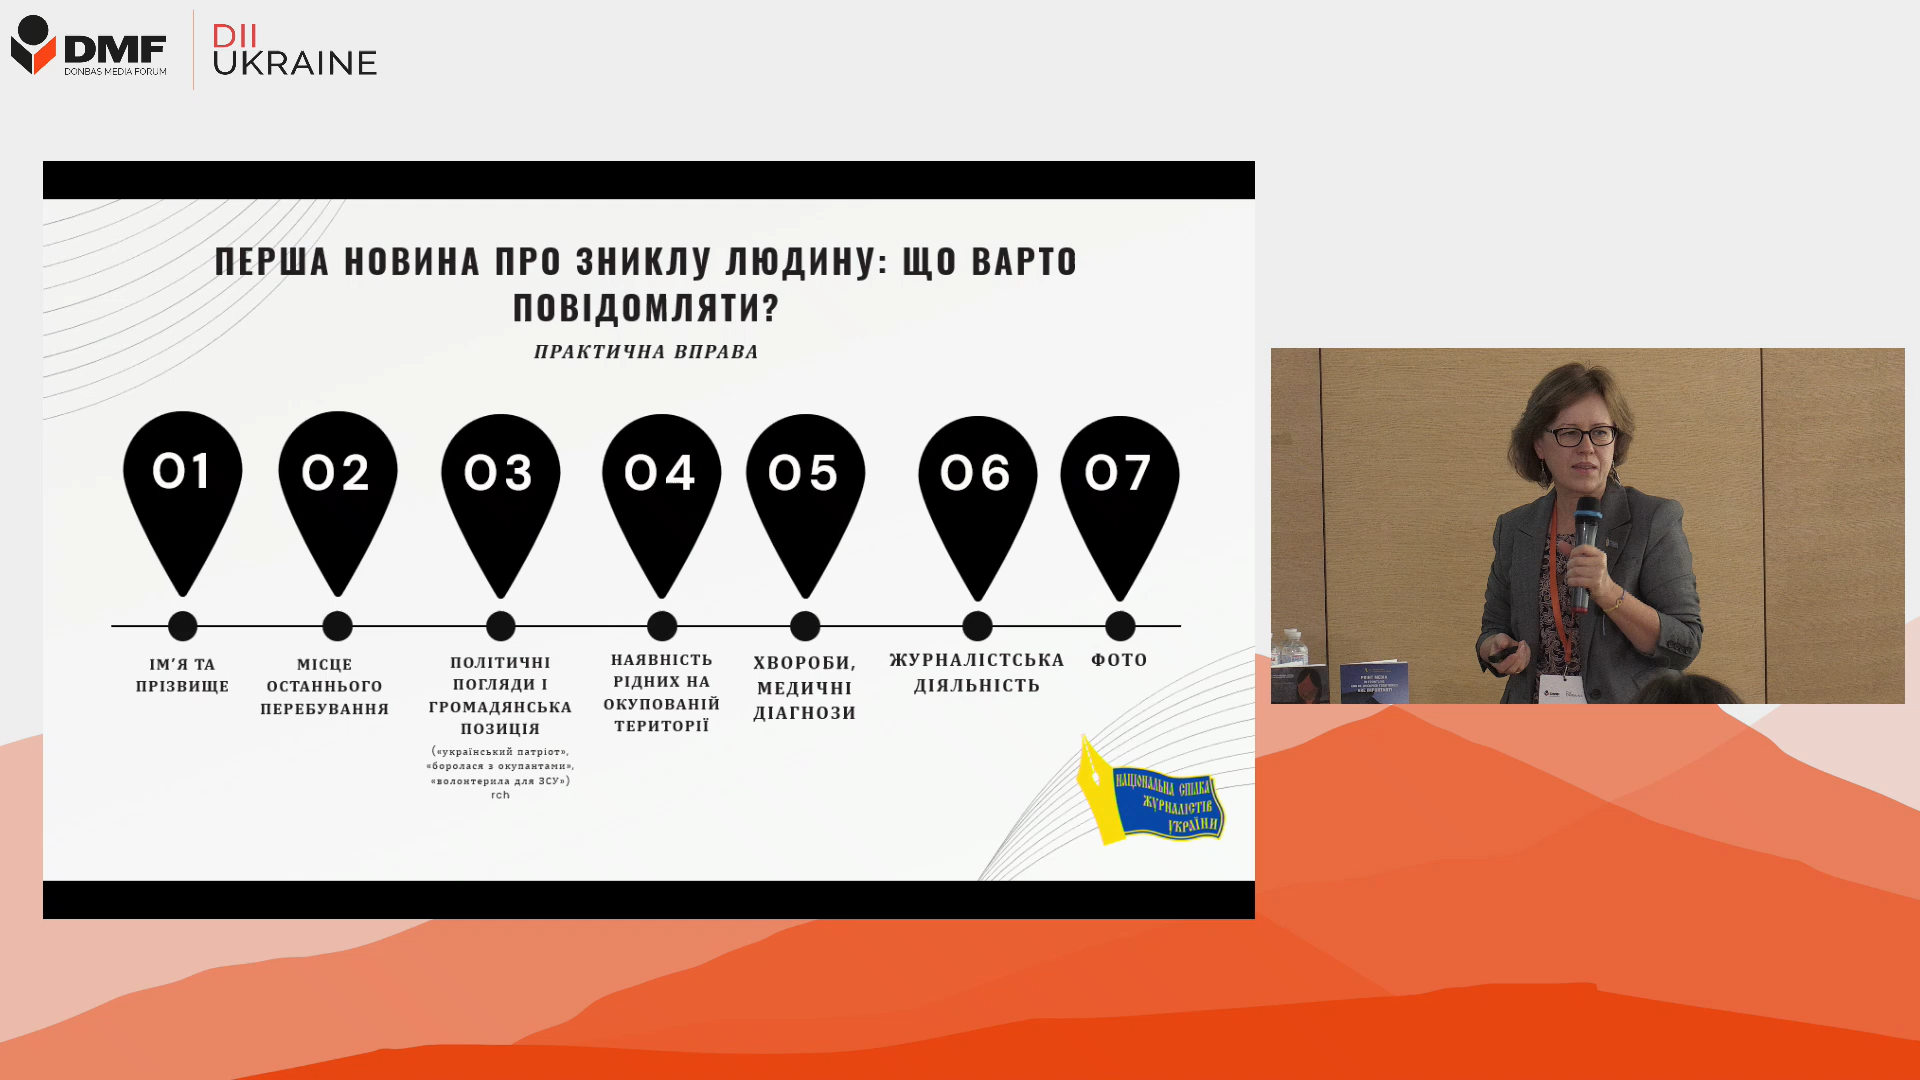 DMF
DONBAS MEDIA FORUM
DII
UKRAINE
ПЕРША НОВИНА ПРО ЗНИКЛУ ЛЮДИНУ: ЩО ВАРТО
ПОВІДОМЛЯТИ?
ПРАКТИЧНА ВПРАВА
01
02
03
04
05
06
07
ІМ’Я ТА
ПРІЗВИЩЕ
МІСЦЕ
ОСТАННЬОГО
ПЕРЕБУВАННЯ
ПОЛІТИЧНІ
ПОГЛЯДИ І
ГРОМАДЯНСЬКА
ПОЗИЦІЯ
(«український патріот»,
«боролася з окупантами»,
«волонтерила для ЗСУ»)
rch
НАЯВНІСТЬ
РІДНИХ НА
ОКУПОВАНІЙ
ТЕРИТОРІЇ
ХВОРОБИ,
МЕДИЧНІ
ДІАГНОЗИ
ЖУРНАЛІСТСЬКА
ДІЯЛЬНІСТЬ
ФОТО
НАЦІОНАЛЬНА СПІЛКА
ЖУРНАЛІСТІВ
УКРАЇНИ
PRINT MEDIA